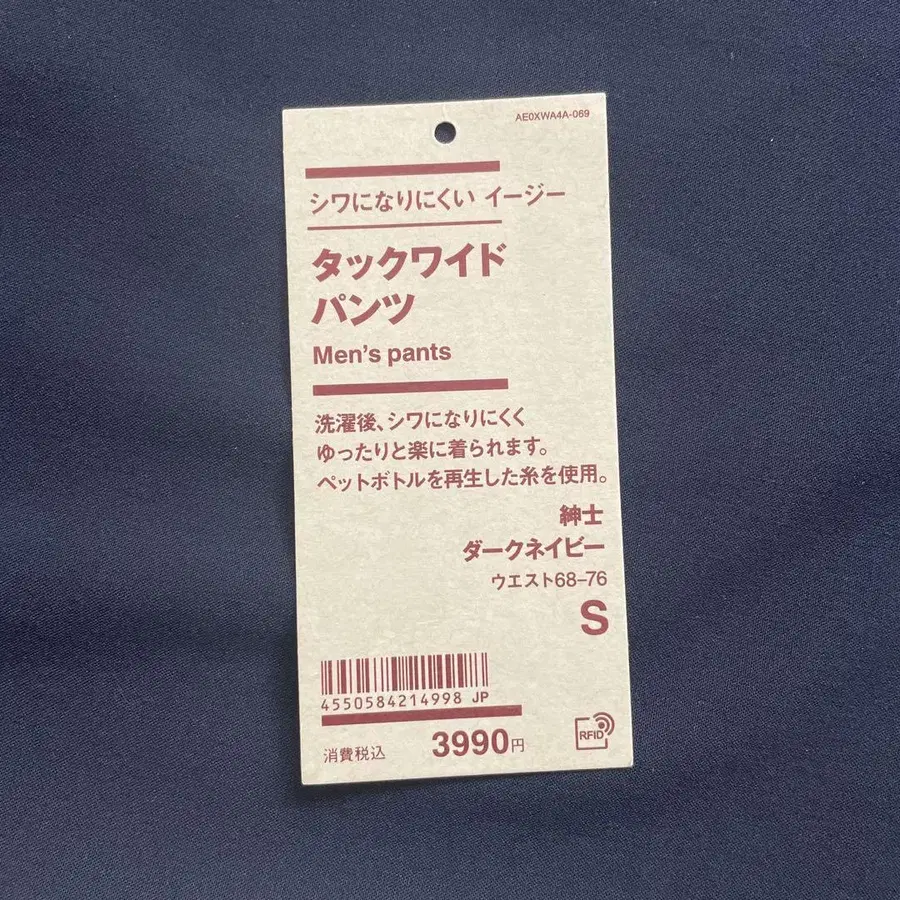 AE0XWA4A-069
シワになりにくい イージー
タックワイド
パンツ
Men's pants
洗濯後、シワになりにくく
ゆったりと楽に着られます。
ペットボトルを再生した糸を使用。
紳士
ダークネイビー
ウエスト68–76
S
4550584214998 JP
消費税込 3990円
RFID